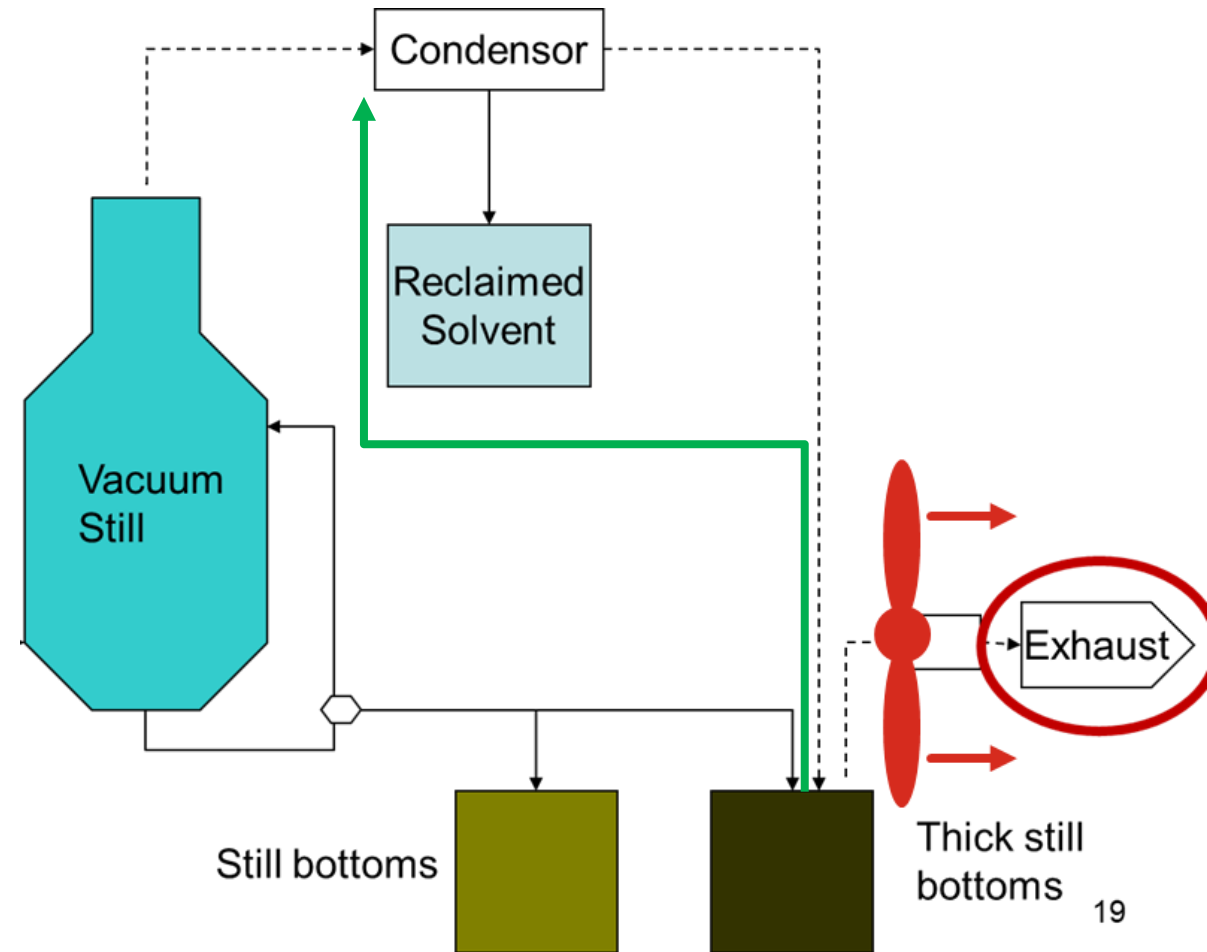 Condensor
Reclaimed
Solvent
Vacuum
Still
Exhaust
Still bottoms
Thick still
bottoms
19